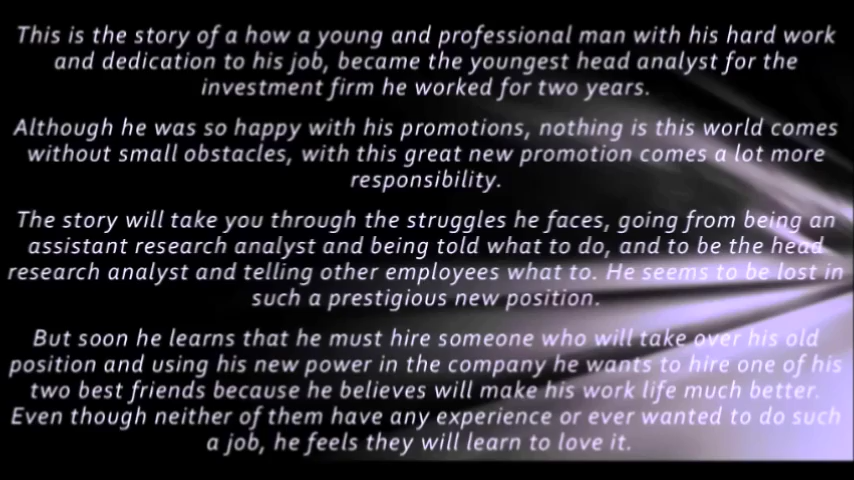 This is the story of a how a young and professional man with his hard work
and dedication to his job, became the youngest head analyst for the
investment firm he worked for two years.
Although he was so happy with his promotions, nothing is this world comes
without small obstacles, with this great new promotion comes a lot more
responsibility.
The story will take you through the struggles he faces, going from being an
assistant research analyst and being told what to do, and to be the head
research analyst and telling other employees what to. He seems to be lost in
such a prestigious new position.
But soon he learns that he must hire someone who will take over his old
position and using his new power in the company he wants to hire one of his
two best friends because he believes will make his work life much better.
Even though neither of them have any experience or ever wanted to do such
a job, he feels they will learn to love it.